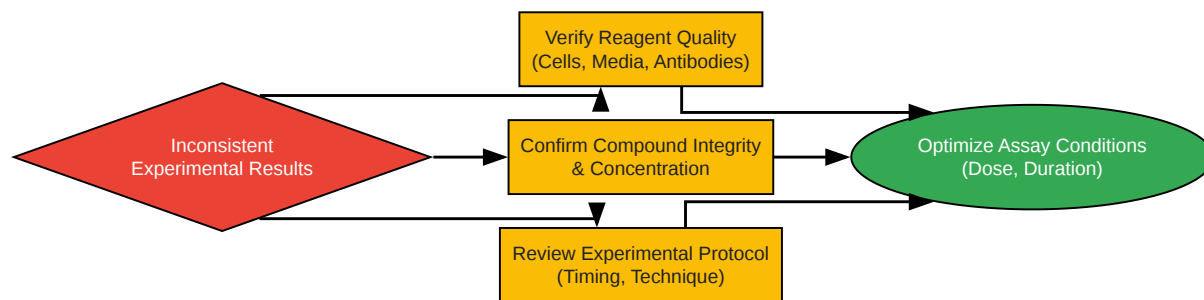 Inconsistent
Experimental Results
Verify Reagent Quality
(Cells, Media, Antibodies)
Confirm Compound Integrity
& Concentration
Review Experimental Protocol
(Timing, Technique)
Optimize Assay Conditions
(Dose, Duration)